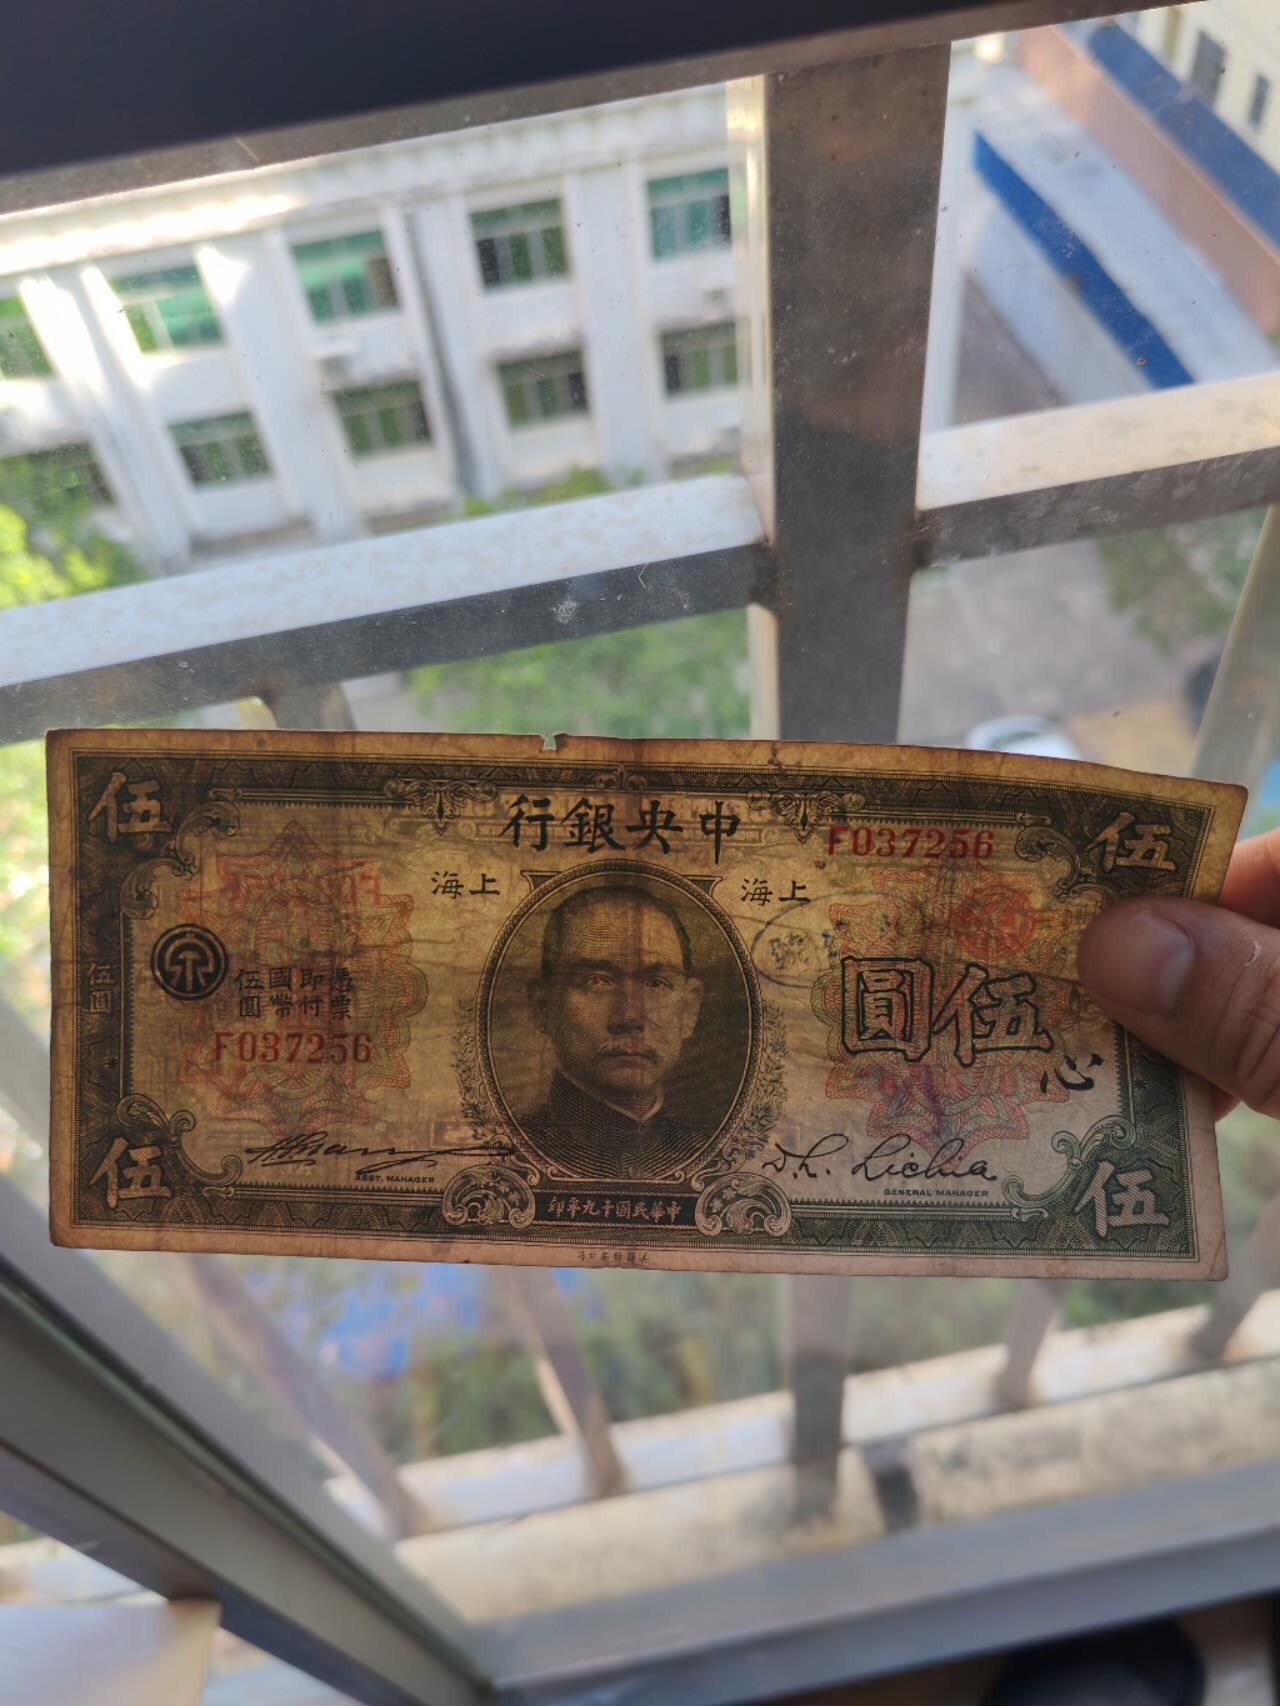 中央銀行
F037256
上海
上海
伍
伍
伍圓
憑票
即付
國幣
伍圓
伍圓
心
F037256
ASST. MANAGER
S. L. Lichia
GENERAL MANAGER
伍
伍
中華民國十九年印